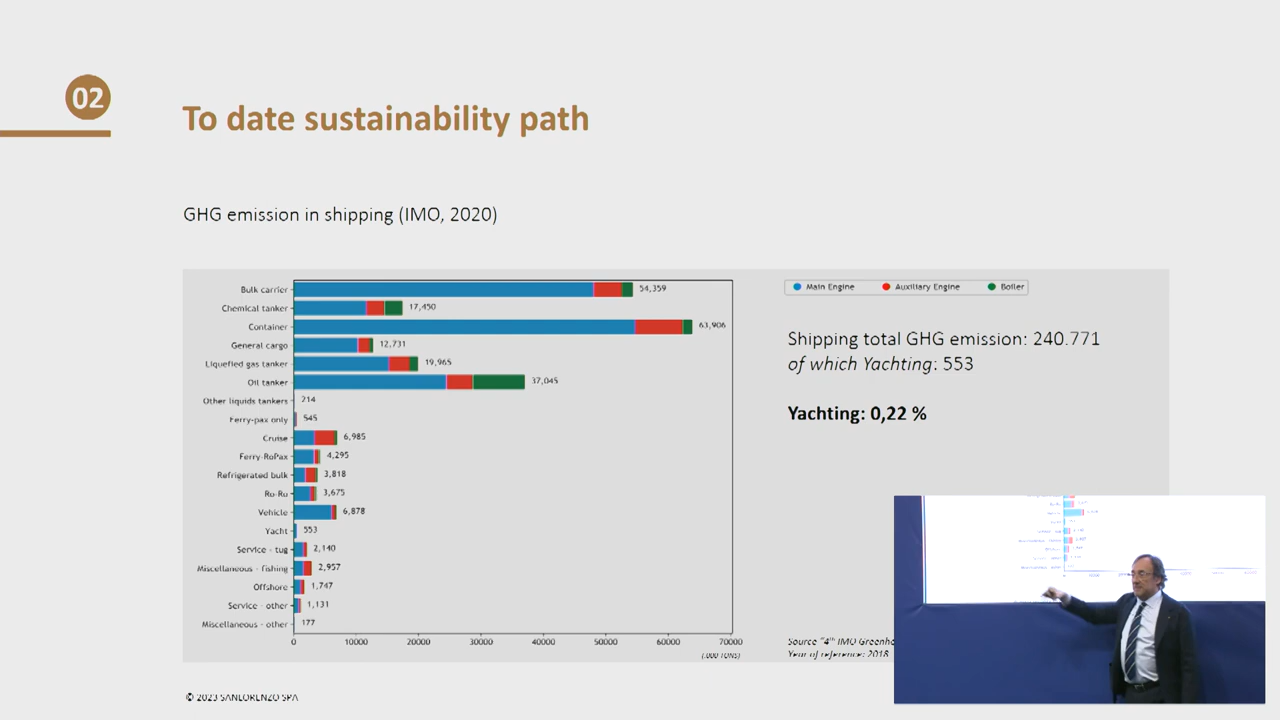 02
To date sustainability path
GHG emission in shipping (IMO, 2020)
Bulk carrier 54,359
Chemical tanker 17,450
Container 63,906
General cargo 12,731
Liquefied gas tanker 19,965
Oil tanker 37,045
Other liquids tankers 214
Ferry-pax only 545
Cruise 6,985
Ferry-RoPax 4,295
Refrigerated bulk 3,818
Ro-Ro 3,675
Vehicle 6,878
Yacht 553
Service - tug 2,140
Miscellaneous - fishing 2,957
Offshore 1,747
Service - other 1,131
Miscellaneous - other 177
0 10000 20000 30000 40000 50000 60000 70000
(.000 TONS)
Main Engine Auxiliary Engine Boiler
Shipping total GHG emission: 240.771
of which Yachting: 553
Yachting: 0,22 %
Source "4th IMO
Year of reference: 2018
© 2023 SANLORENZO SPA